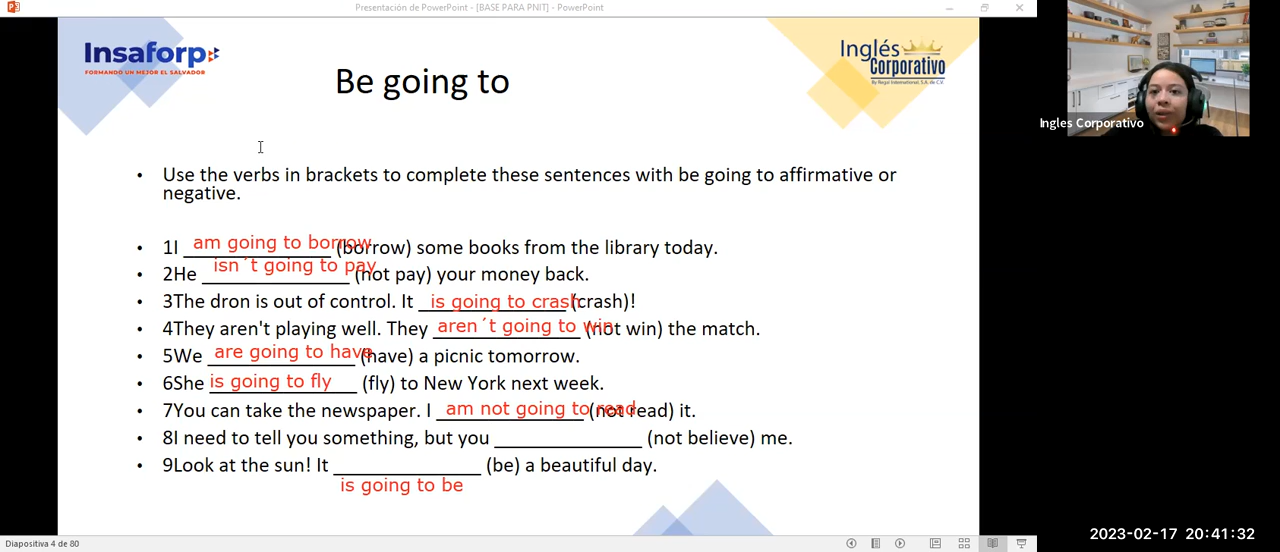 Presentación de PowerPoint - [BASE PARA PNIT] - PowerPoint
Insaforp
FORMANDO UN MEJOR EL SALVADOR
Inglés
Corporativo
By Regal International, S.A. de C.V.
Be going to
Ingles Corporativo
• Use the verbs in brackets to complete these sentences with be going to affirmative or
negative.
• 1I am going to borrow (borrow) some books from the library today.
• 2He isn´t going to pay (not pay) your money back.
• 3The dron is out of control. It is going to crash (crash)!
• 4They aren't playing well. They aren´t going to win (not win) the match.
• 5We are going to have (have) a picnic tomorrow.
• 6She is going to fly (fly) to New York next week.
• 7You can take the newspaper. I am not going to read (not read) it.
• 8I need to tell you something, but you ______________ (not believe) me.
• 9Look at the sun! It ______________ (be) a beautiful day.
is going to be
Diapositiva 4 de 80
2023-02-17 20:41:32